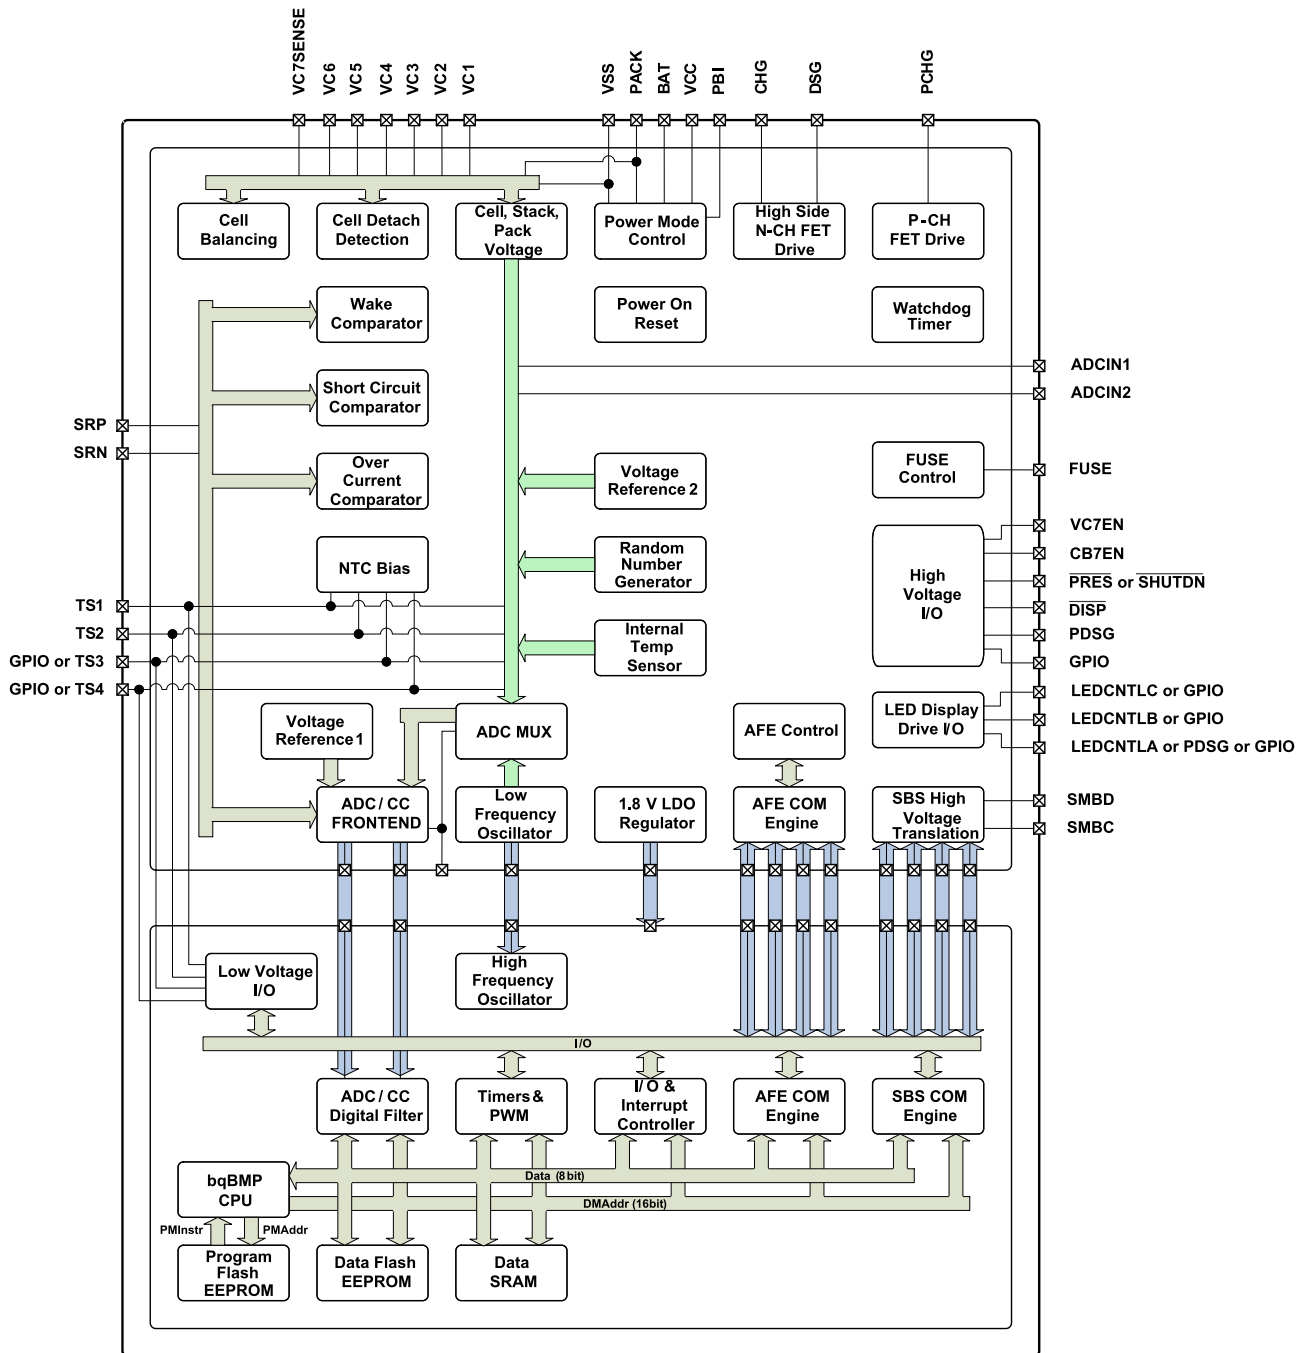 VC7SENSE
VC6
VC5
VC4
VC3
VC2
VC1
VSS
PACK
BAT
VCC
PBI
CHG
DSG
PCHG
Cell
Balancing
Cell Detach
Detection
Cell, Stack,
Pack
Voltage
Power Mode
Control
High Side
N-CH FET
Drive
P-CH
FET Drive
Wake
Comparator
Power On
Reset
Watchdog
Timer
ADCIN1
ADCIN2
Short Circuit
Comparator
SRP
SRN
Over
Current
Comparator
Voltage
Reference 2
FUSE
Control
FUSE
NTC Bias
Random
Number
Generator
High
Voltage
I/O
VC7EN
CB7EN
PRES or SHUTDN
DISP
PDSG
GPIO
TS1
TS2
GPIO or TS3
GPIO or TS4
Internal
Temp
Sensor
Voltage
Reference 1
ADC MUX
AFE Control
LED Display
Drive I/O
LEDCNTLC or GPIO
LEDCNTLB or GPIO
LEDCNTLA or PDSG or GPIO
ADC / CC
FRONTEND
Low
Frequency
Oscillator
1.8 V LDO
Regulator
AFE COM
Engine
SBS High
Voltage
Translation
SMBD
SMBC
Low Voltage
I/O
High
Frequency
Oscillator
I/O
ADC / CC
Digital Filter
Timers &
PWM
I/O &
Interrupt
Controller
AFE COM
Engine
SBS COM
Engine
bqBMP
CPU
Data (8bit)
DMAddr (16bit)
PMInstr
PMAddr
Program
Flash
EEPROM
Data Flash
EEPROM
Data
SRAM